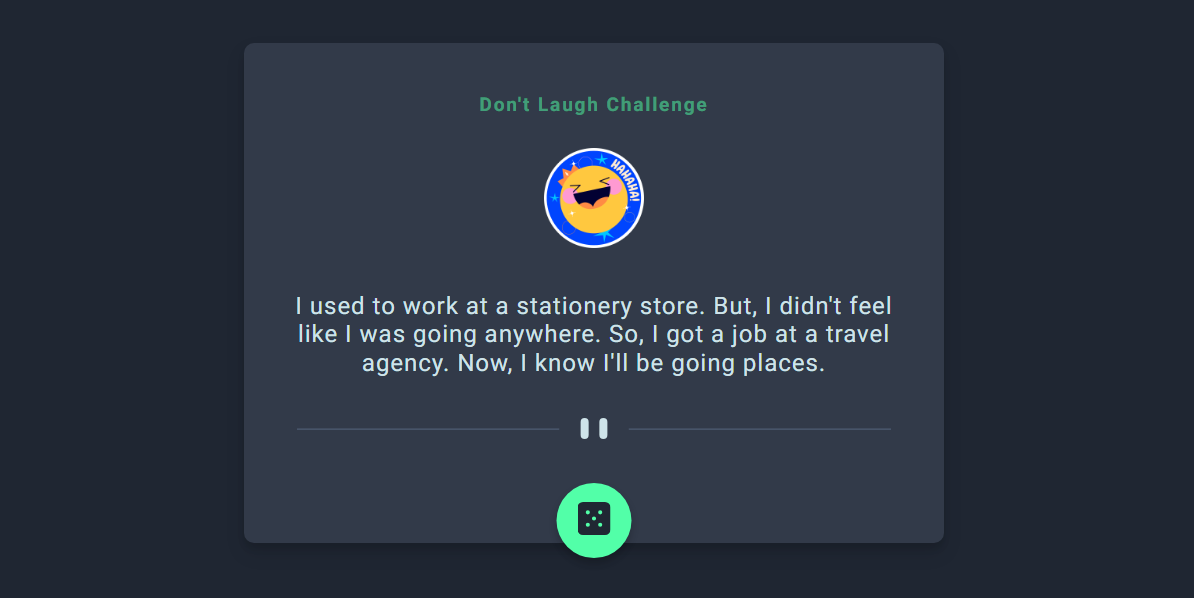 Don't Laugh Challenge
HAHAHA!
I used to work at a stationery store. But, I didn't feel
like I was going anywhere. So, I got a job at a travel
agency. Now, I know I'll be going places.